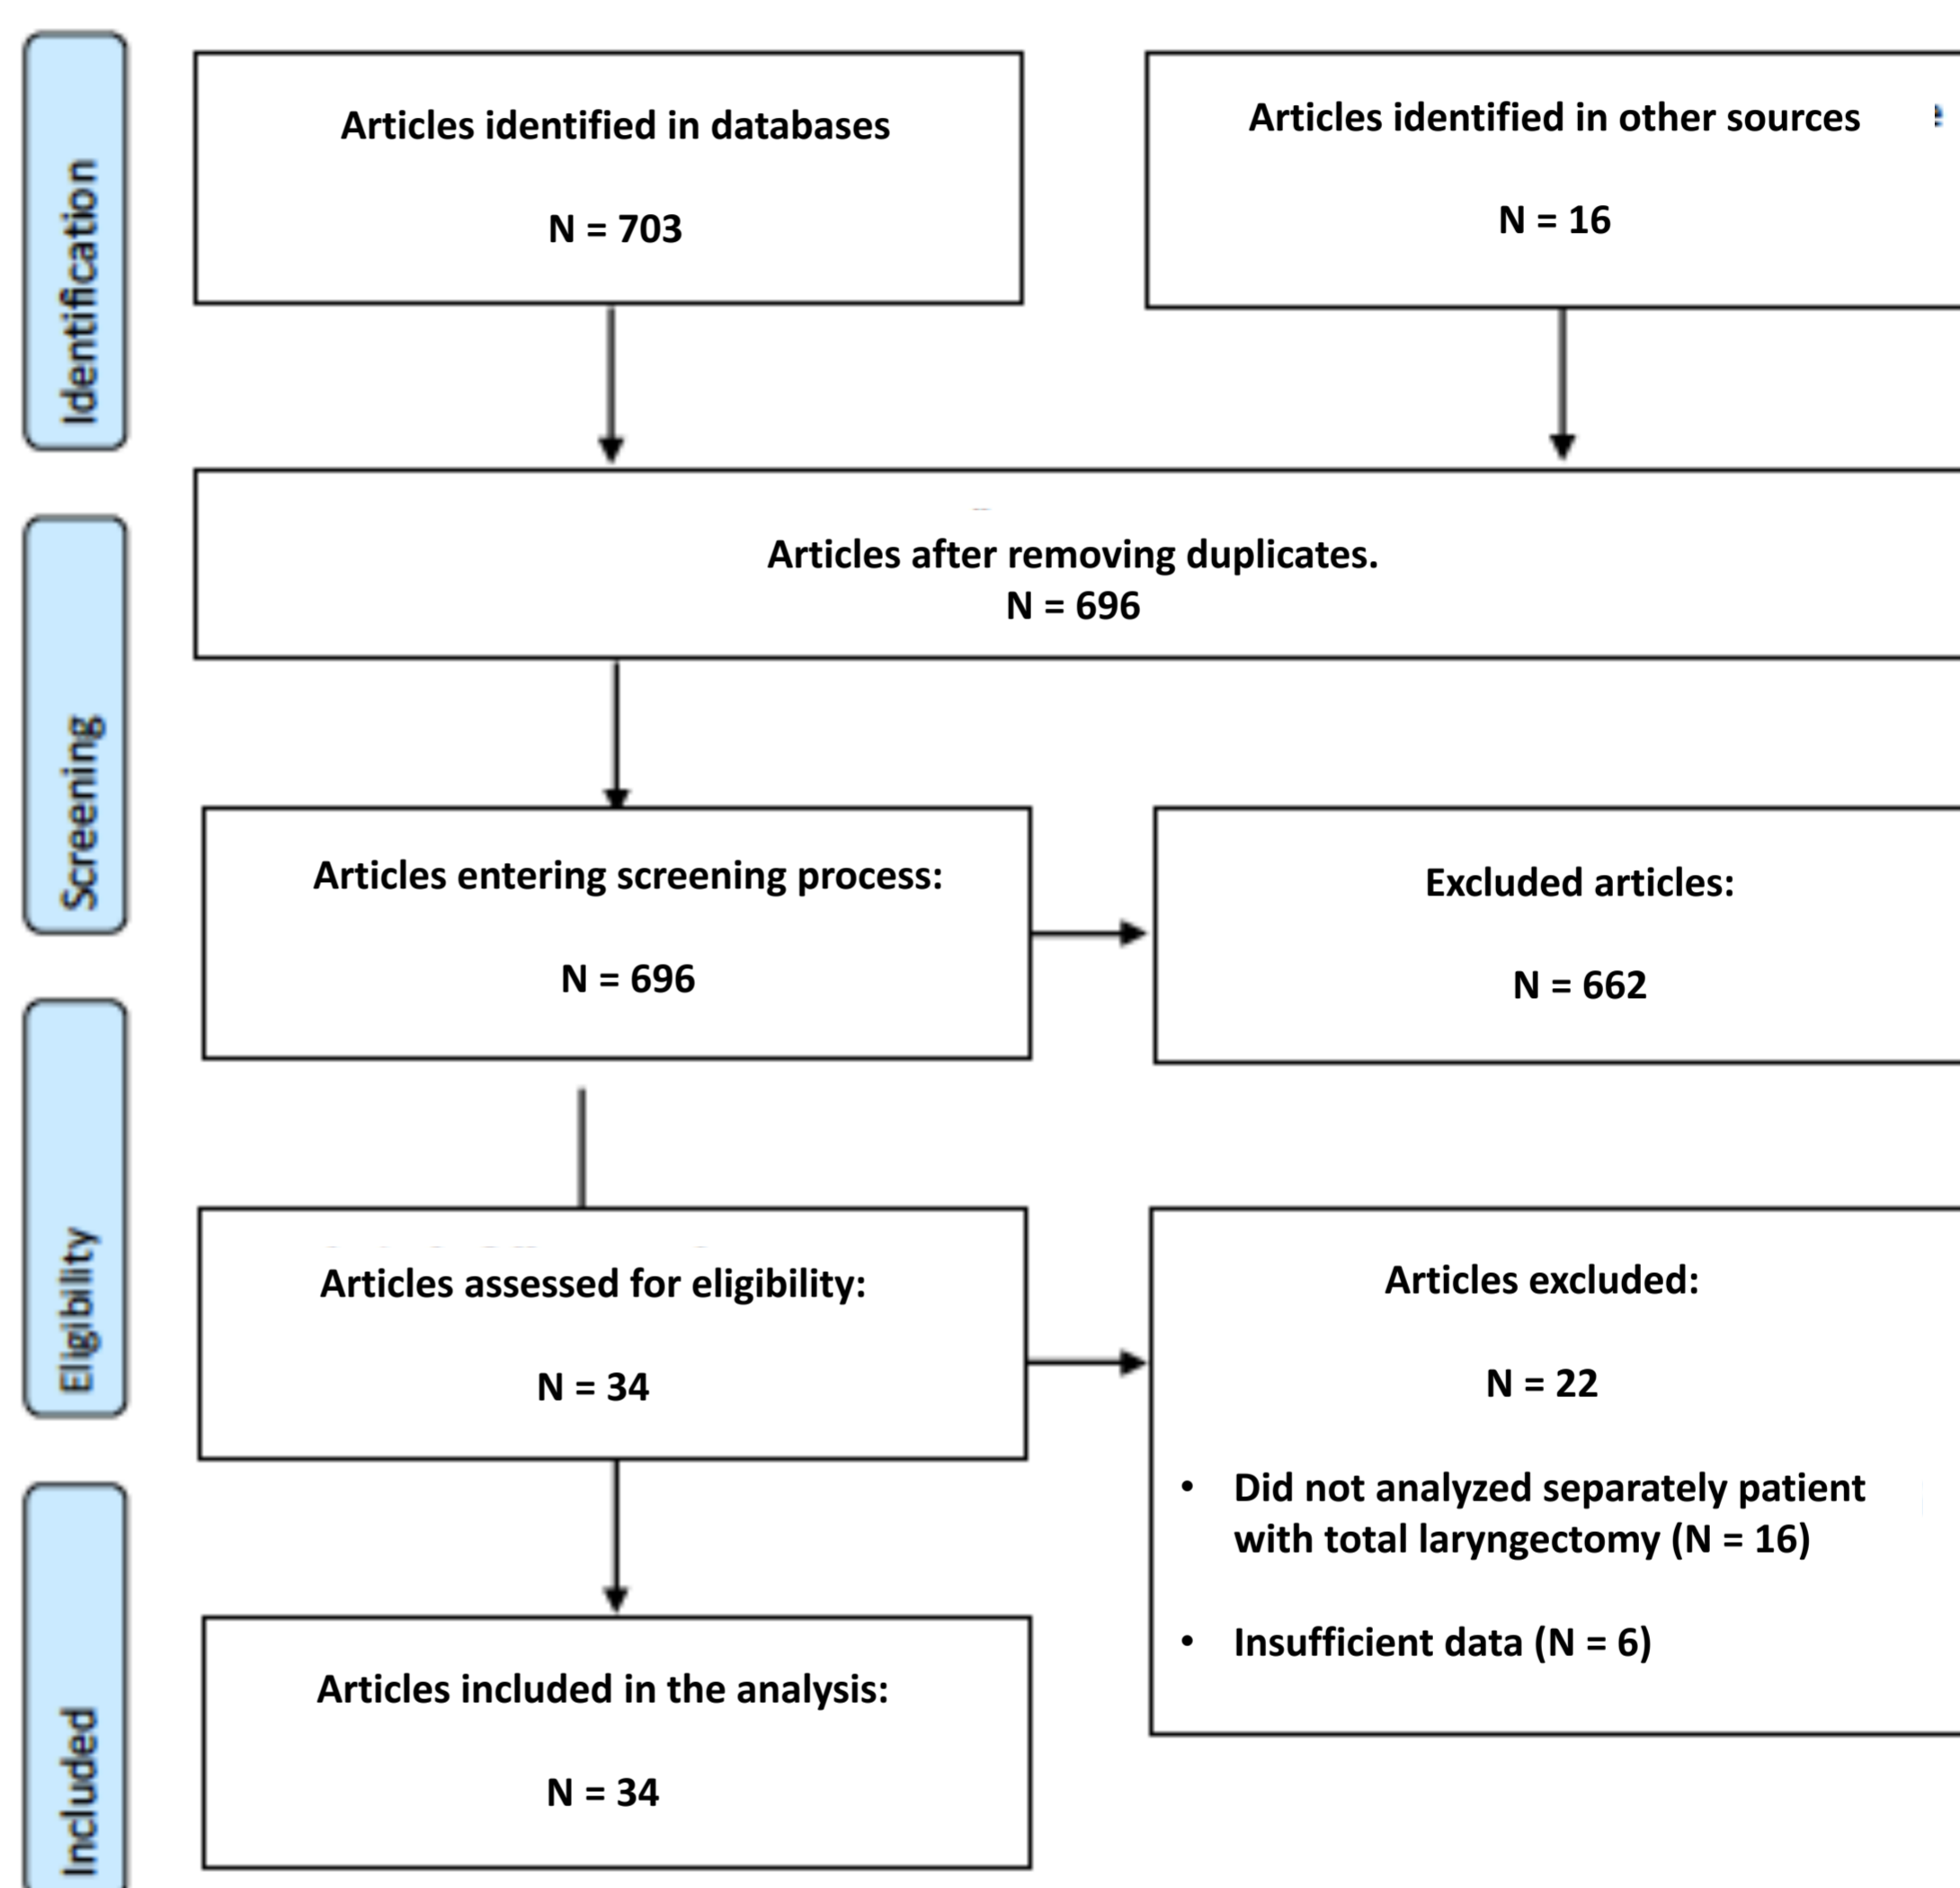 Identification
Articles identified in databases
N = 703
Articles identified in other sources
N = 16
Screening
Articles after removing duplicates.
N = 696
Articles entering screening process:
N = 696
Excluded articles:
N = 662
Eligibility
Articles assessed for eligibility:
N = 34
Articles excluded:
N = 22
• Did not analyzed separately patient
with total laryngectomy (N = 16)
• Insufficient data (N = 6)
Included
Articles included in the analysis:
N = 34